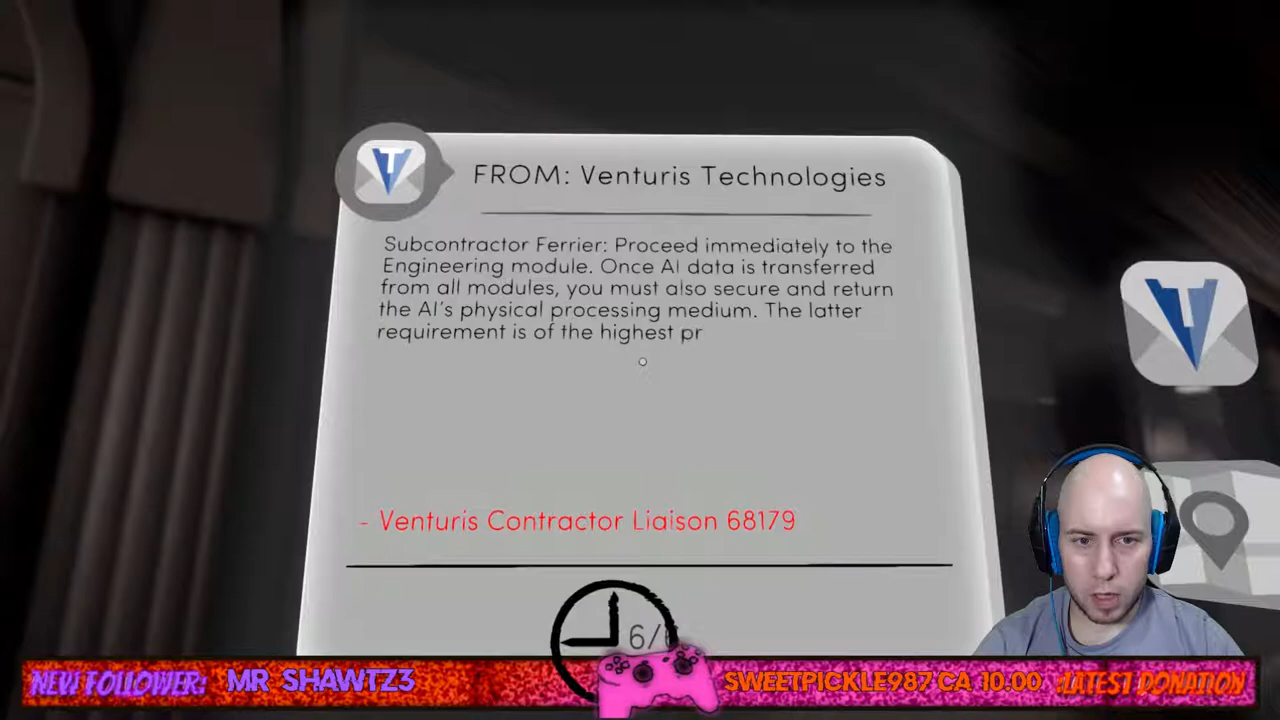 FROM: Venturis Technologies
Subcontractor Ferrier: Proceed immediately to the
Engineering module. Once AI data is transferred
from all modules, you must also secure and return
the AI's physical processing medium. The latter
requirement is of the highest pr
- Venturis Contractor Liaison 68179
6/
NEW FOLLOWER: MR SHAWTZ3
SWEETPICKLE987 CA 10.00 :LATEST DONATION